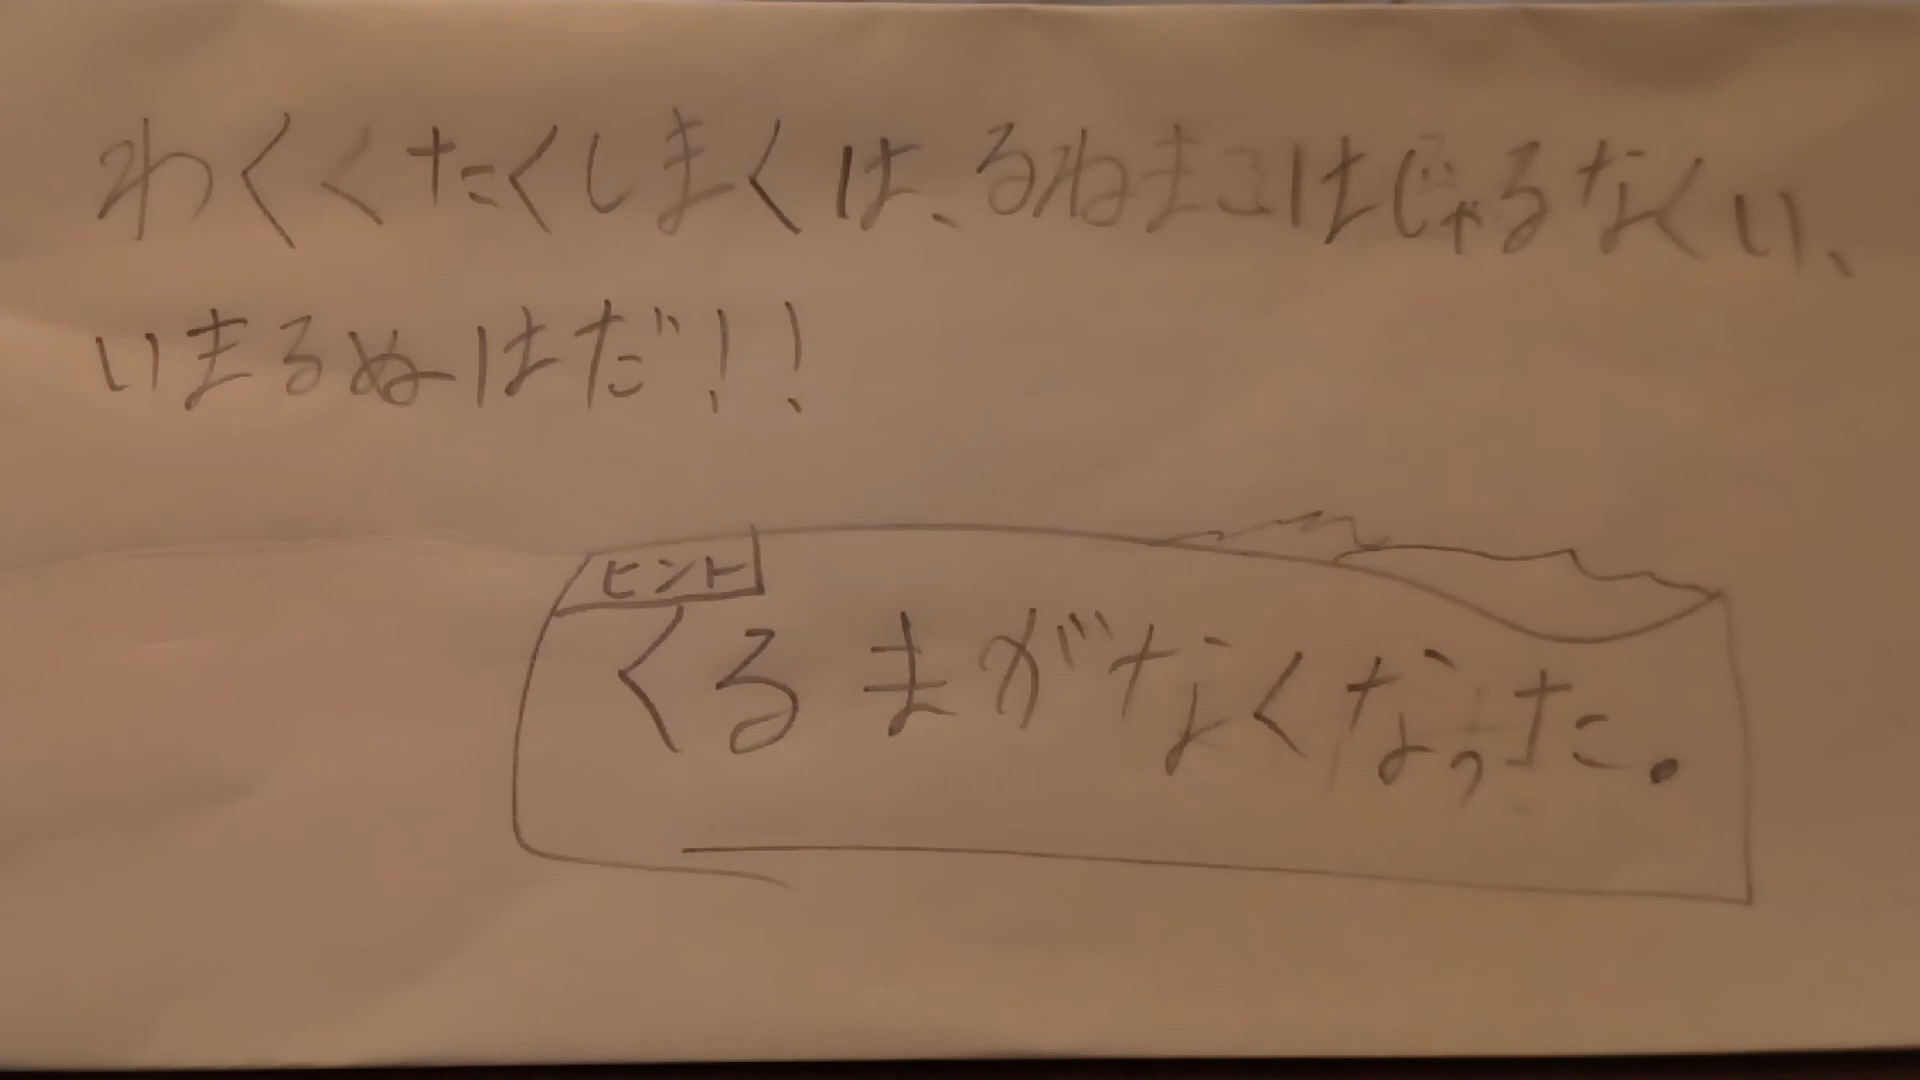 わくくたくしまくは、るねまこはじゃるなくい、
いまるぬはだ!!
ヒント
くるまがなくなった。